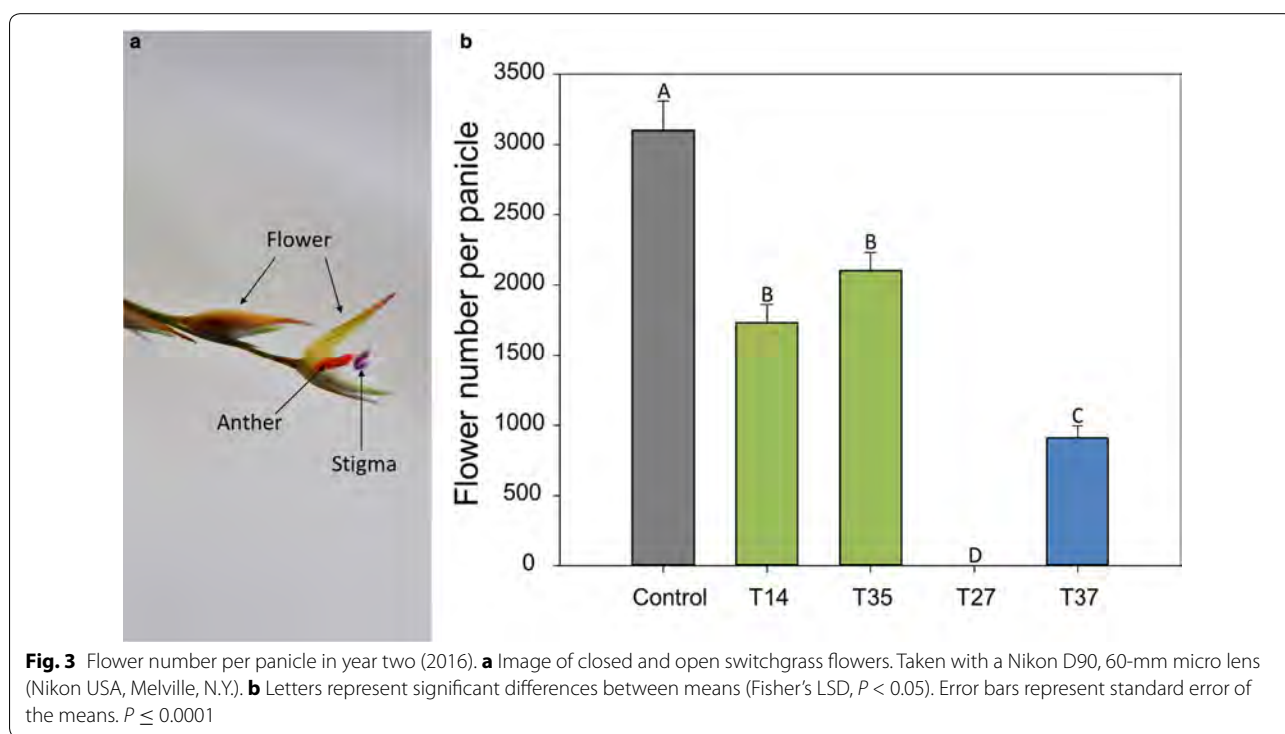 a
Flower
Anther
Stigma
b
Flower number per panicle
3500
3000
2500
2000
1500
1000
500
0
A
B
B
D
C
Control T14 T35 T27 T37
Fig. 3 Flower number per panicle in year two (2016). a Image of closed and open switchgrass flowers. Taken with a Nikon D90, 60-mm micro lens
(Nikon USA, Melville, N.Y.). b Letters represent significant differences between means (Fisher's LSD, P < 0.05). Error bars represent standard error of
the means. P ≤ 0.0001